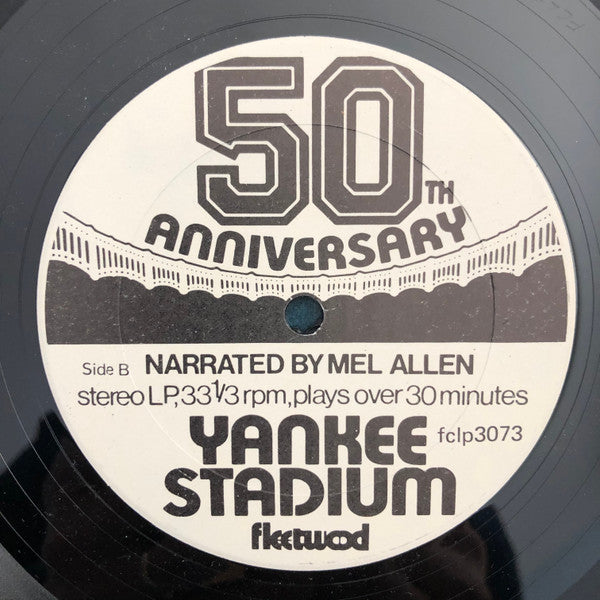 50TH
ANNIVERSARY
Side B NARRATED BY MEL ALLEN
stereo LP, 33 1/3 rpm, plays over 30 minutes
YANKEE fclp3073
STADIUM
fleetwood